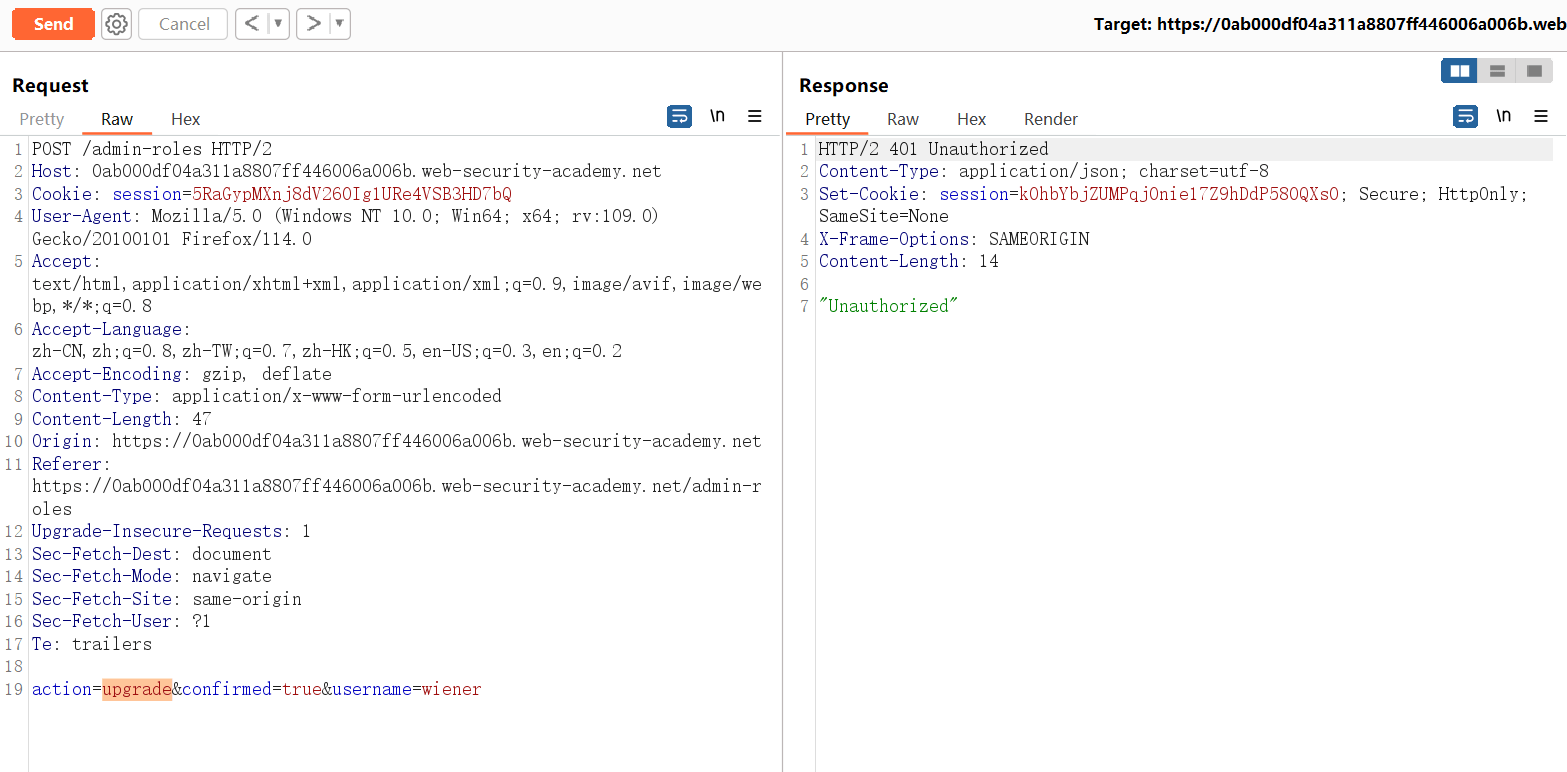 Send
Cancel
Target: https://0ab000df04a311a8807ff446006a006b.web
Request
Pretty Raw Hex
\n
1 POST /admin-roles HTTP/2
2 Host: 0ab000df04a311a8807ff446006a006b.web-security-academy.net
3 Cookie: session=5RaGypMXnj8dV26OIg1URe4VSB3HD7bQ
4 User-Agent: Mozilla/5.0 (Windows NT 10.0; Win64; x64; rv:109.0)
Gecko/20100101 Firefox/114.0
5 Accept:
text/html,application/xhtml+xml,application/xml;q=0.9,image/avif,image/we
bp,*/*;q=0.8
6 Accept-Language:
zh-CN,zh;q=0.8,zh-TW;q=0.7,zh-HK;q=0.5,en-US;q=0.3,en;q=0.2
7 Accept-Encoding: gzip, deflate
8 Content-Type: application/x-www-form-urlencoded
9 Content-Length: 47
10 Origin: https://0ab000df04a311a8807ff446006a006b.web-security-academy.net
11 Referer:
https://0ab000df04a311a8807ff446006a006b.web-security-academy.net/admin-r
oles
12 Upgrade-Insecure-Requests: 1
13 Sec-Fetch-Dest: document
14 Sec-Fetch-Mode: navigate
15 Sec-Fetch-Site: same-origin
16 Sec-Fetch-User: ?1
17 Te: trailers
18
19 action=upgrade&confirmed=true&username=wiener
Response
Pretty Raw Hex Render
\n
1 HTTP/2 401 Unauthorized
2 Content-Type: application/json; charset=utf-8
3 Set-Cookie: session=kOhbYbjZUMPqjOnie17Z9hDdP580QXsO; Secure; HttpOnly;
SameSite=None
4 X-Frame-Options: SAMEORIGIN
5 Content-Length: 14
6
7 "Unauthorized"